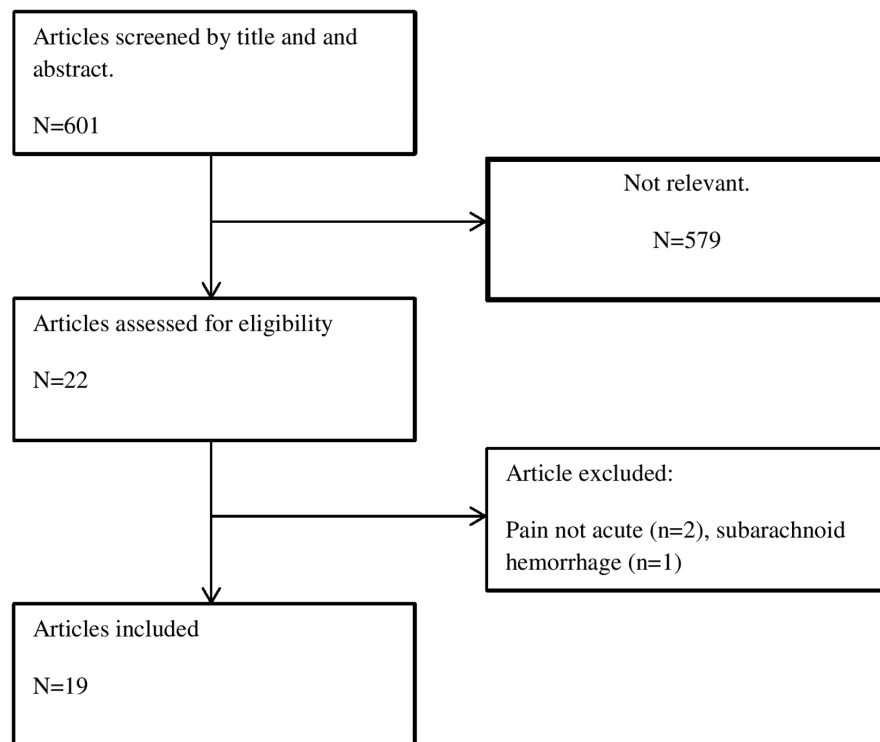 Articles screened by title and and
abstract.
N=601
Not relevant.
N=579
Articles assessed for eligibility
N=22
Article excluded:
Pain not acute (n=2), subarachnoid
hemorrhage (n=1)
Articles included
N=19